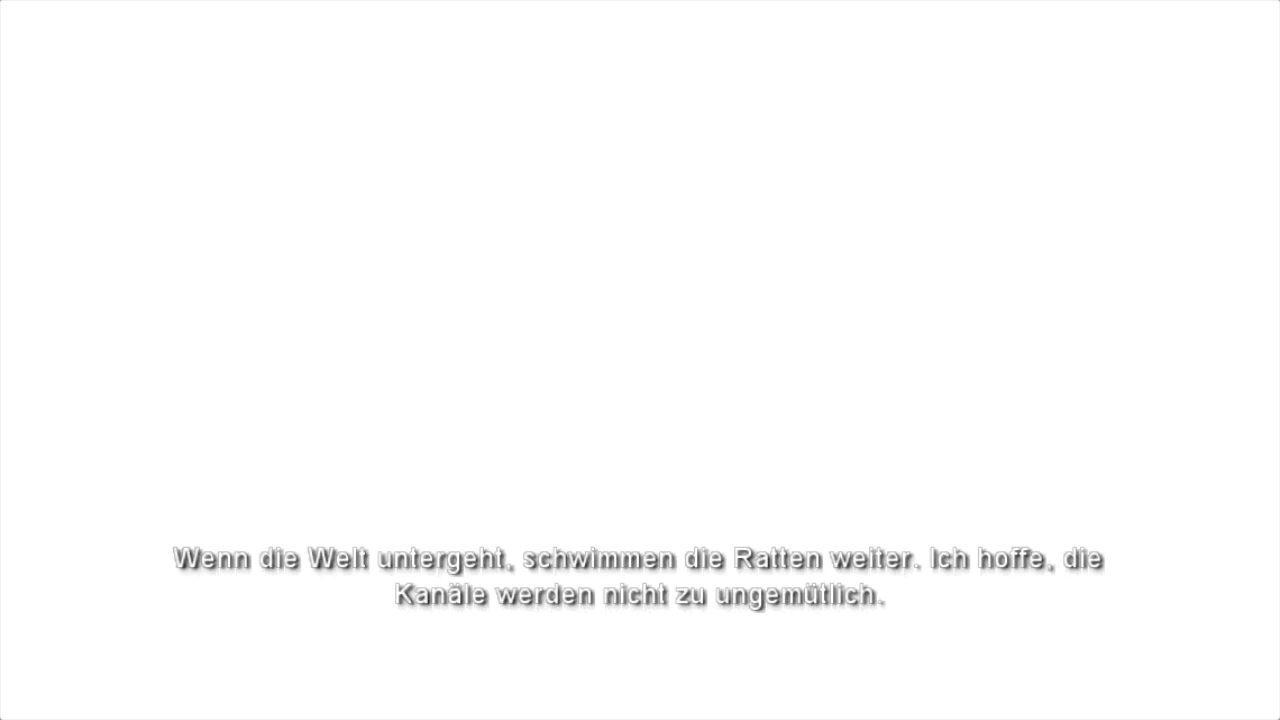 Wenn die Welt untergeht, schwimmen die Ratten weiter. Ich hoffe, die
Kanäle werden nicht zu ungemütlich.